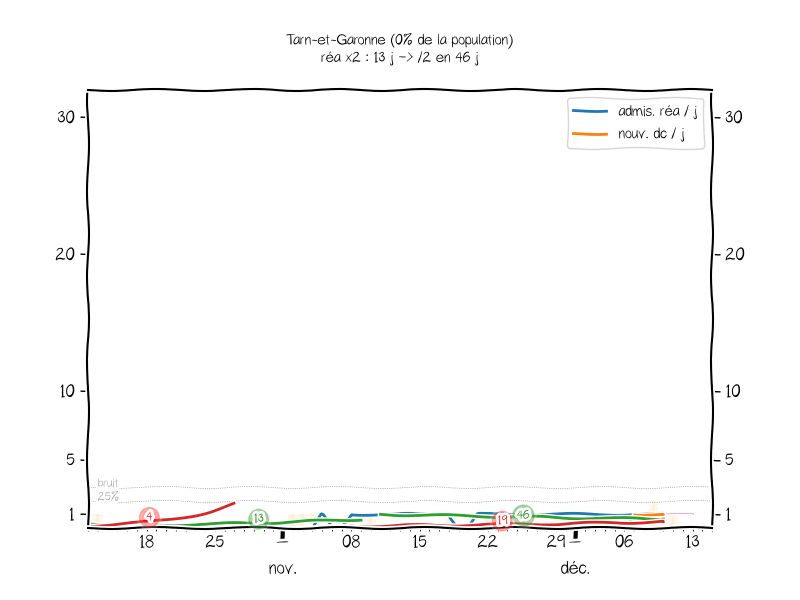 Tarn-et-Garonne (0% de la population)
réa x2 : 13 j -> /2 en 46 j
admis. réa / j
nouv. dc / j
30 30
20 20
10 10
5 5
bruit
25%
1 1
4 13 19 46
18 25 08 15 22 29 06 13
nov. déc.